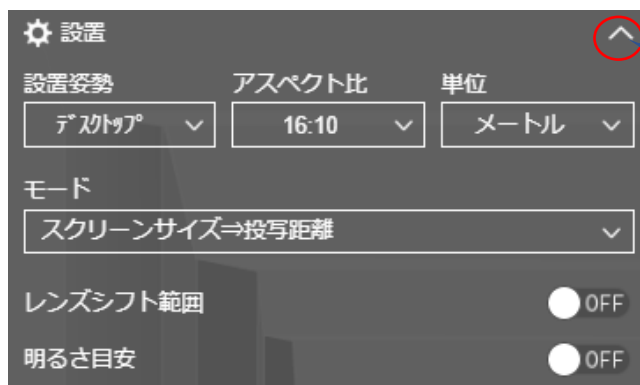 設置
設置姿勢 アスペクト比 単位
ﾃﾞｽｸﾄｯﾌﾟ 16:10 メートル
モード
スクリーンサイズ⇒投写距離
レンズシフト範囲 OFF
明るさ目安 OFF